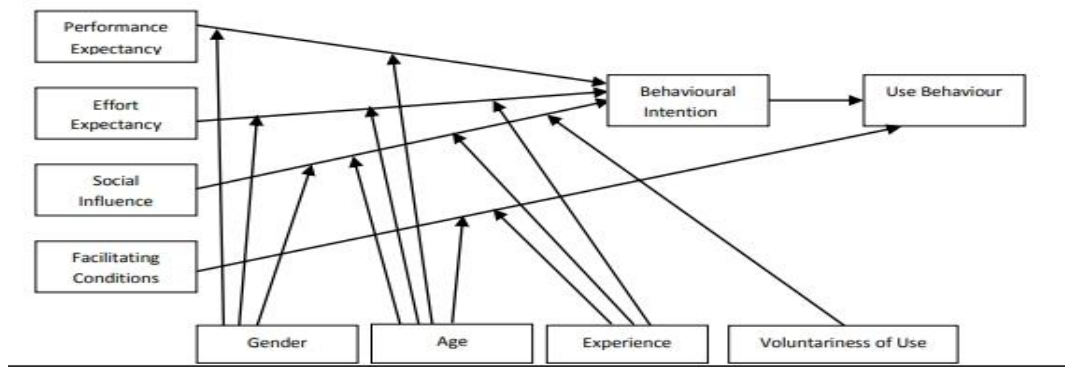 Performance
Expectancy
Effort
Expectancy
Social
Influence
Facilitating
Conditions
Behavioural
Intention
Use Behaviour
Gender
Age
Experience
Voluntariness of Use